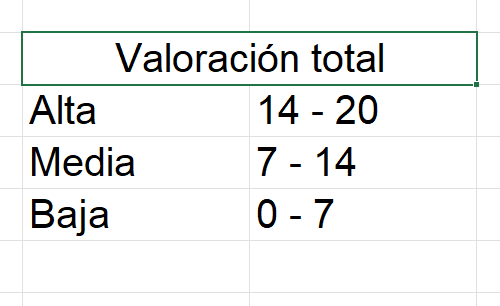 Valoración total
Alta 14 - 20
Media 7 - 14
Baja 0 - 7